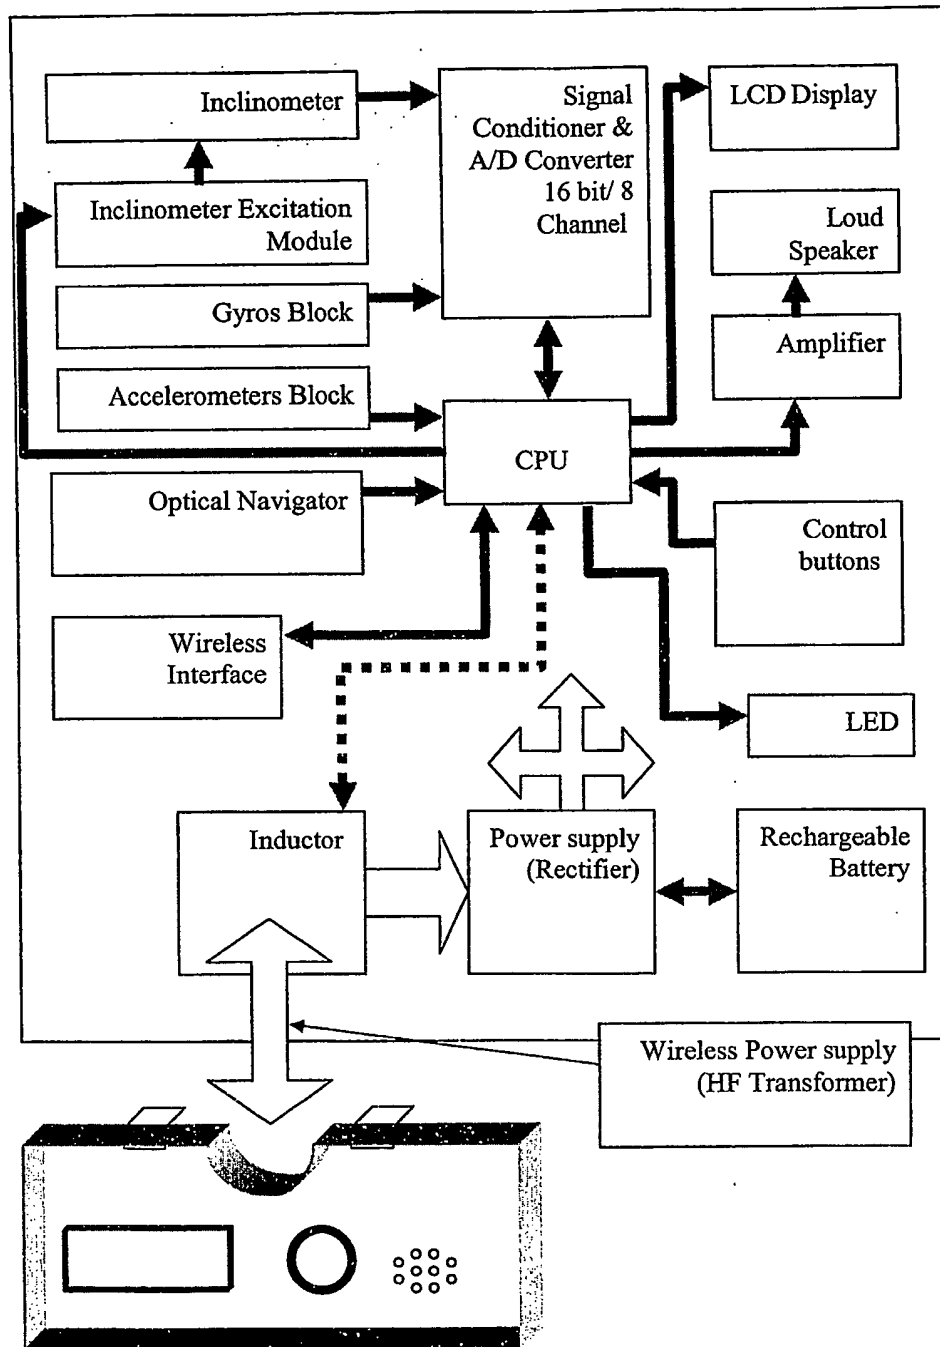 Inclinometer
Signal
Conditioner &
A/D Converter
16 bit/ 8
Channel
LCD Display
Inclinometer Excitation
Module
Loud
Speaker
Gyros Block
Amplifier
Accelerometers Block
CPU
Optical Navigator
Control
buttons
Wireless
Interface
LED
Inductor
Power supply
(Rectifier)
Rechargeable
Battery
Wireless Power supply
(HF Transformer)